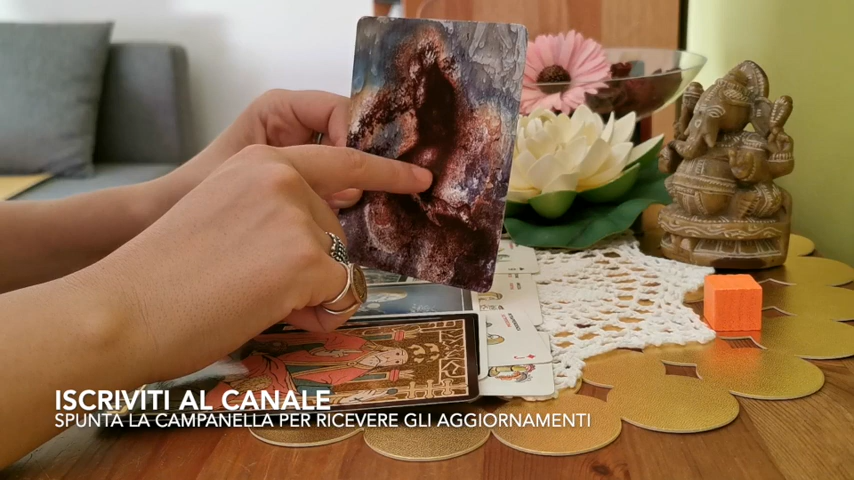 ISCRIVITI AL CANALE
SPUNTA LA CAMPANELLA PER RICEVERE GLI AGGIORNAMENTI